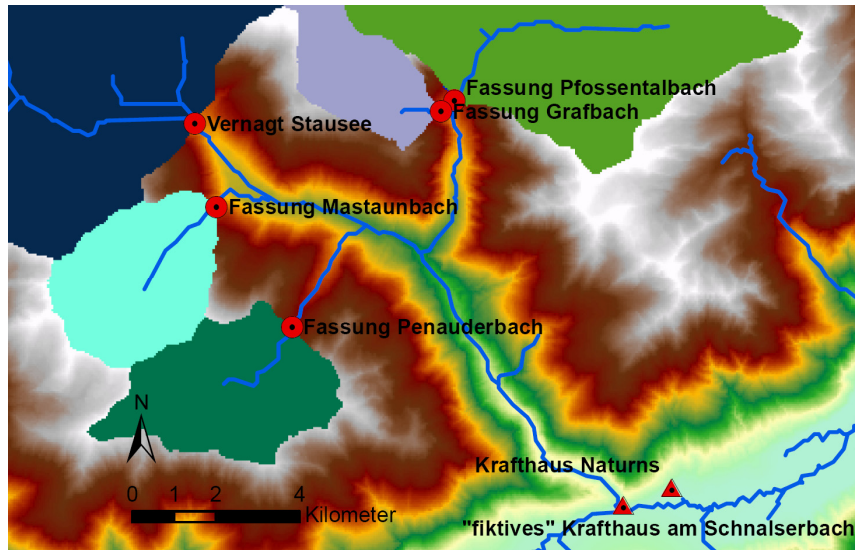 Fassung Pfossentalbach
Fassung Grafbach
Vernagt Stausee
Fassung Mastaunbach
Fassung Penauderbach
N
Krafthaus Naturns
0 1 2 4
Kilometer
"fiktives" Krafthaus am Schnalserbach